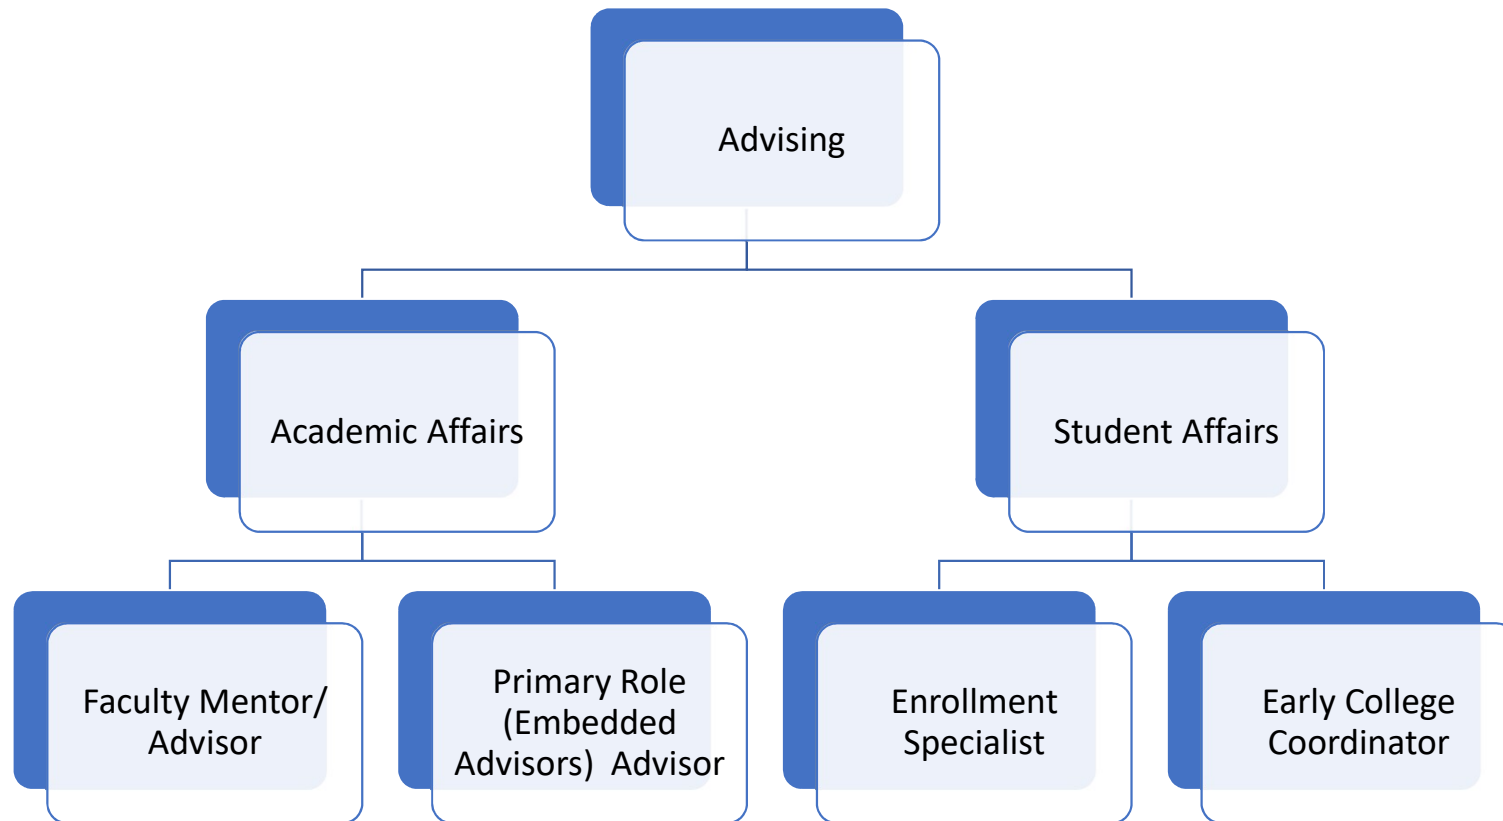 Advising
Academic Affairs
Student Affairs
Faculty Mentor/
Advisor
Primary Role
(Embedded
Advisors)  Advisor
Enrollment
Specialist
Early College
Coordinator